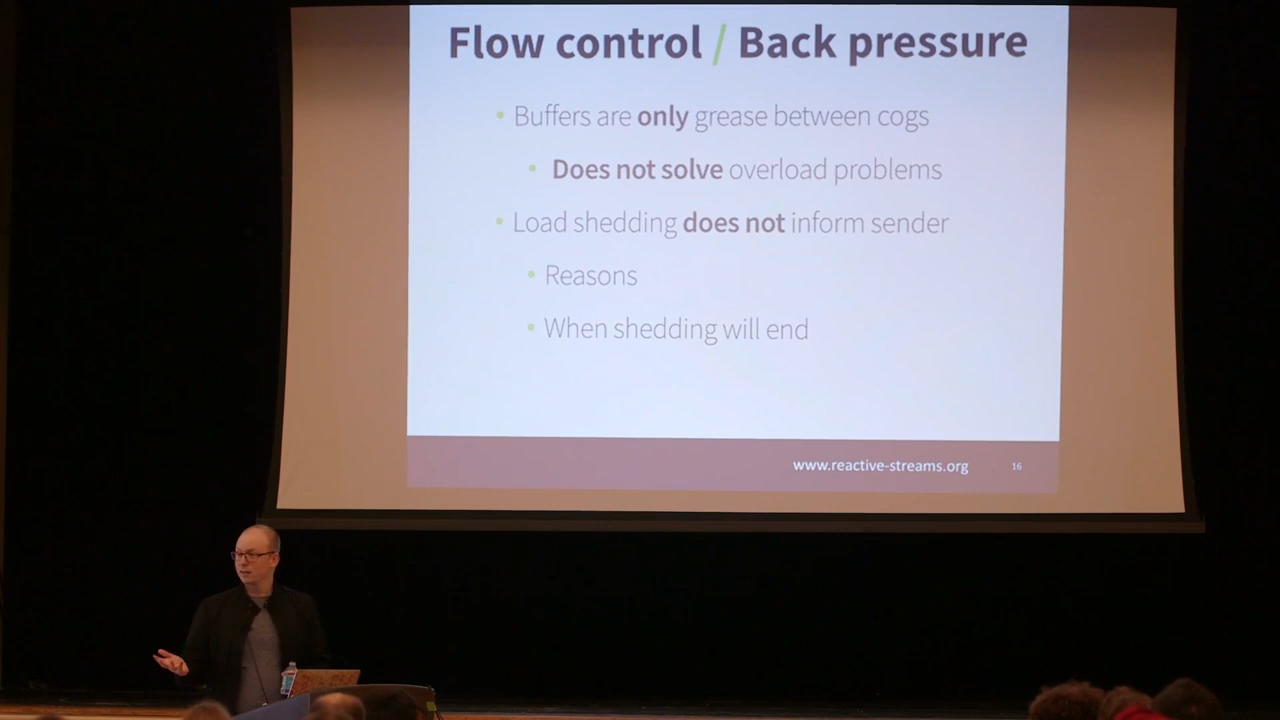 Flow control / Back pressure
• Buffers are only grease between cogs
• Does not solve overload problems
• Load shedding does not inform sender
• Reasons
• When shedding will end
www.reactive-streams.org 16